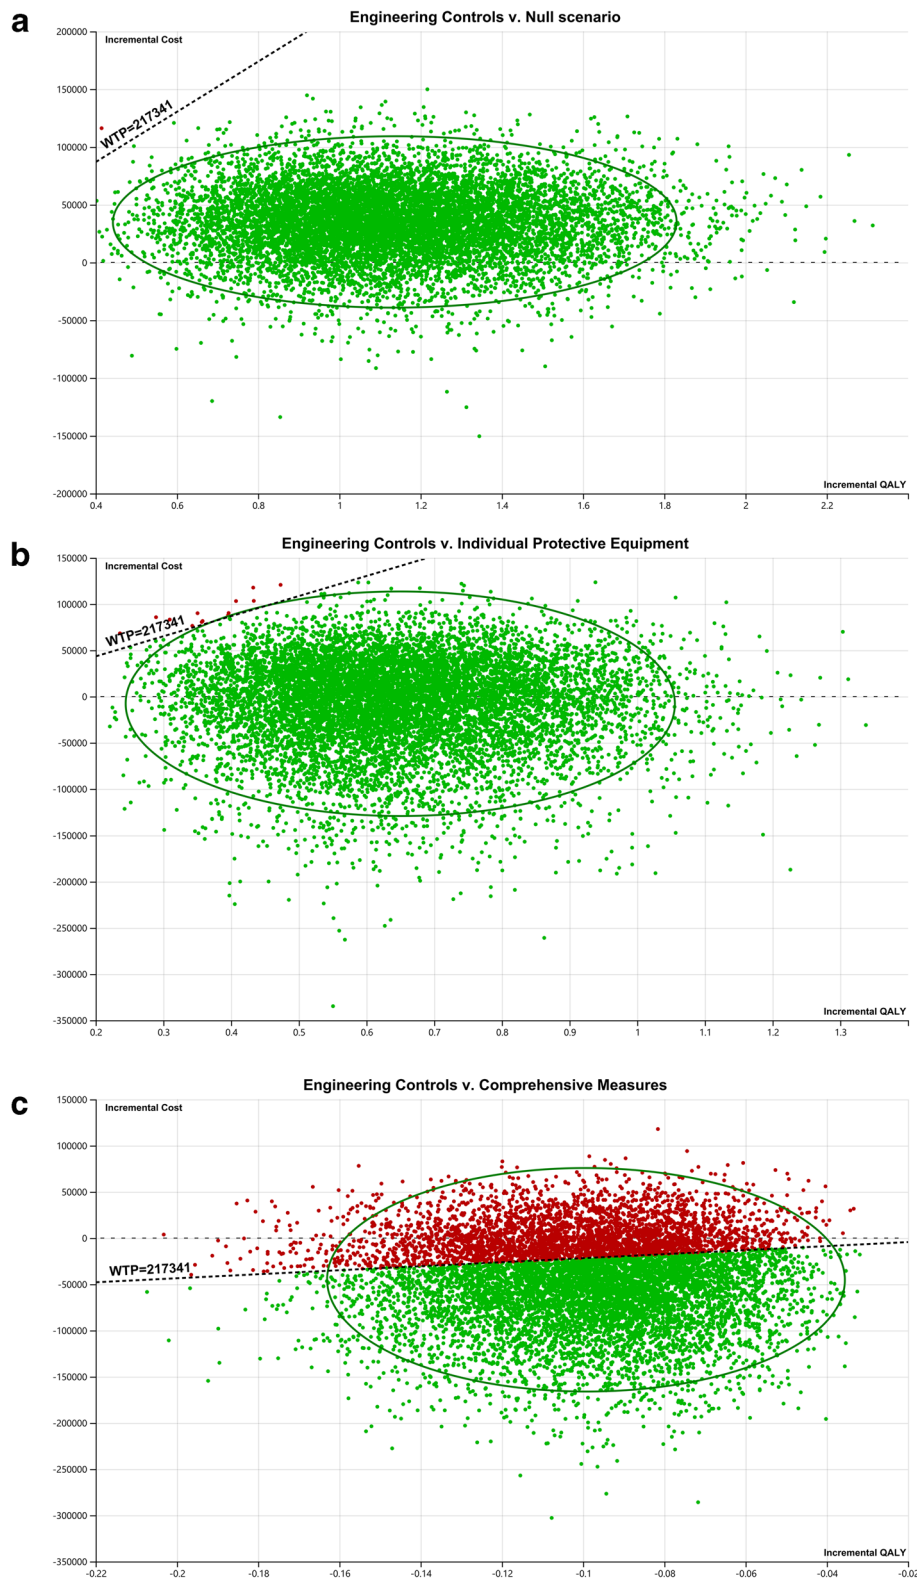 a
Engineering Controls v. Null scenario
Incremental Cost
200000
150000
100000
50000
0
-50000
-100000
-150000
-200000
WTP=217341
Incremental QALY
0.4 0.6 0.8 1 1.2 1.4 1.6 1.8 2 2.2
b
Engineering Controls v. Individual Protective Equipment
Incremental Cost
150000
100000
50000
0
-50000
-100000
-150000
-200000
-250000
-300000
-350000
WTP=217341
Incremental QALY
0.2 0.3 0.4 0.5 0.6 0.7 0.8 0.9 1 1.1 1.2 1.3
c
Engineering Controls v. Comprehensive Measures
Incremental Cost
150000
100000
50000
0
-50000
-100000
-150000
-200000
-250000
-300000
-350000
WTP=217341
Incremental QALY
-0.22 -0.2 -0.18 -0.16 -0.14 -0.12 -0.1 -0.08 -0.06 -0.04